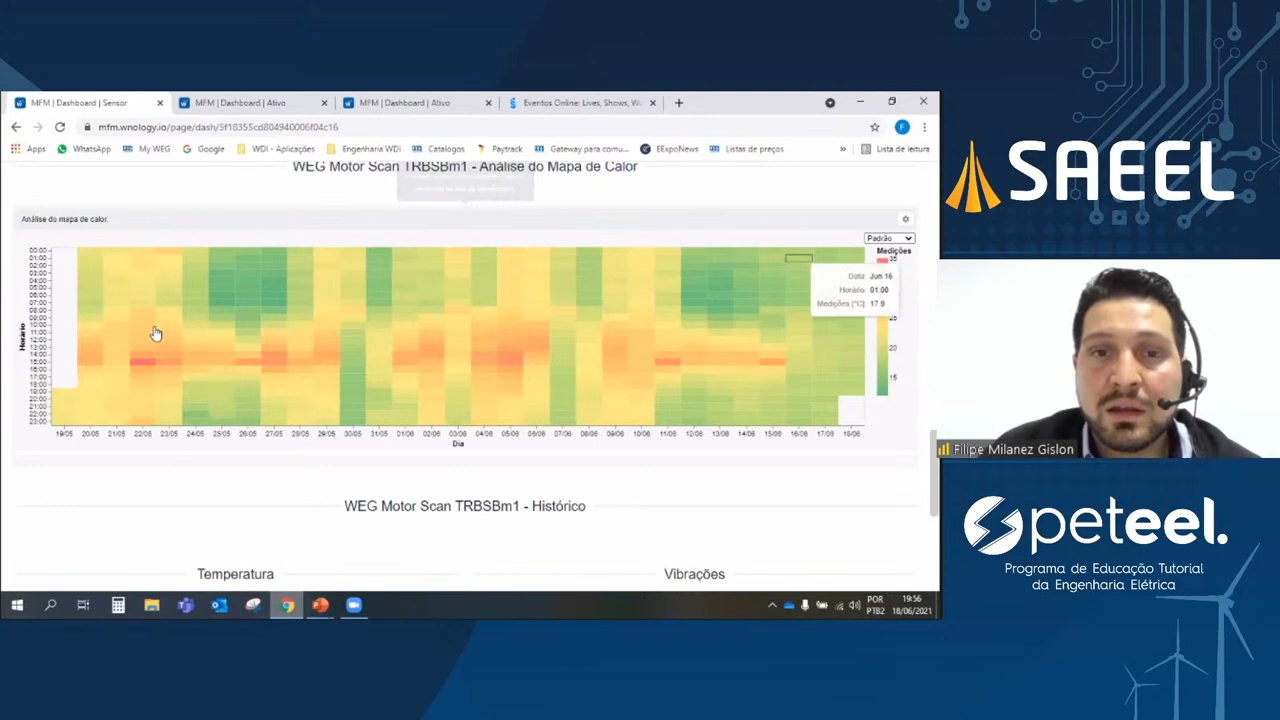 MFM | Dashboard | Sensor
MFM | Dashboard | Ativo
MFM | Dashboard | Ativo
Eventos Online: Lives, Shows, W
mfm.wnology.io/page/dash/5f18355cd804940006f04c16
Apps WhatsApp My WEG Google WDI - Aplicações Engenharia WDI Catalogos Paytrack Gateway para comu... EExpoNews Listas de preços » Lista de leitura
WEG Motor Scan TRBSBm1 - Análise do Mapa de Calor
Análise do mapa de calor.
Padrão
Medições
35
25
20
15
Data: Jun 16
Horário: 01:00
Medições [°C]: 17.9
Horário
00:00
01:00
02:00
03:00
04:00
05:00
06:00
07:00
08:00
09:00
10:00
11:00
12:00
13:00
14:00
15:00
16:00
17:00
18:00
19:00
20:00
21:00
22:00
23:00
19/05 20/05 21/05 22/05 23/05 24/05 25/05 26/05 27/05 28/05 29/05 30/05 31/05 01/06 02/06 03/06 04/06 05/06 06/06 07/06 08/06 09/06 10/06 11/06 12/06 13/06 14/06 15/06 16/06 17/06 18/06
Dia
WEG Motor Scan TRBSBm1 - Histórico
Temperatura
Vibrações
POR
PTB2
19:56
18/06/2021
SAEEL
Filipe Milanez Gislon
peteel.
Programa de Educação Tutorial
da Engenharia Elétrica